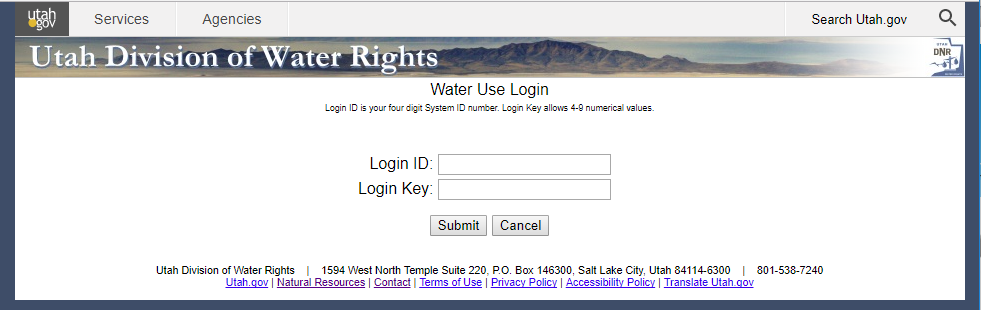 utah.gov Services Agencies Search Utah.gov
Utah Division of Water Rights UTAH DNR
Water Use Login
Login ID is your four digit System ID number. Login Key allows 4-9 numerical values.
Login ID:
Login Key:
Submit Cancel
Utah Division of Water Rights | 1594 West North Temple Suite 220, P.O. Box 146300, Salt Lake City, Utah 84114-6300 | 801-538-7240
Utah.gov | Natural Resources | Contact | Terms of Use | Privacy Policy | Accessibility Policy | Translate Utah.gov